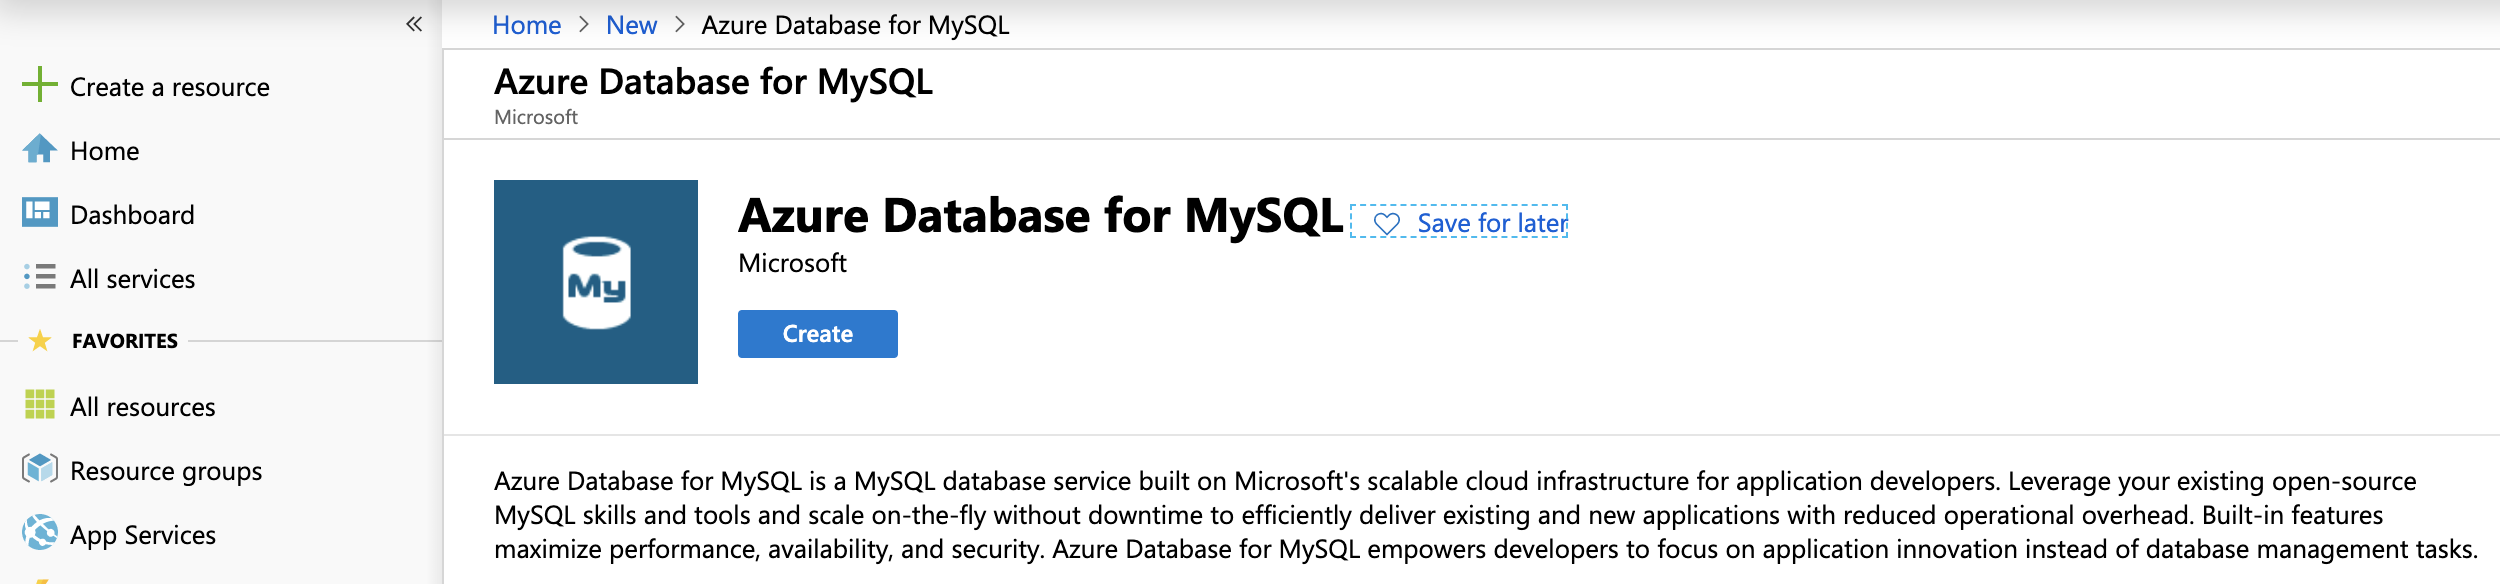 Create a resource
Home
Dashboard
All services
FAVORITES
All resources
Resource groups
App Services
Home > New > Azure Database for MySQL
Azure Database for MySQL
Microsoft
My
Azure Database for MySQL
Save for later
Microsoft
Create
Azure Database for MySQL is a MySQL database service built on Microsoft's scalable cloud infrastructure for application developers. Leverage your existing open-source
MySQL skills and tools and scale on-the-fly without downtime to efficiently deliver existing and new applications with reduced operational overhead. Built-in features
maximize performance, availability, and security. Azure Database for MySQL empowers developers to focus on application innovation instead of database management tasks.